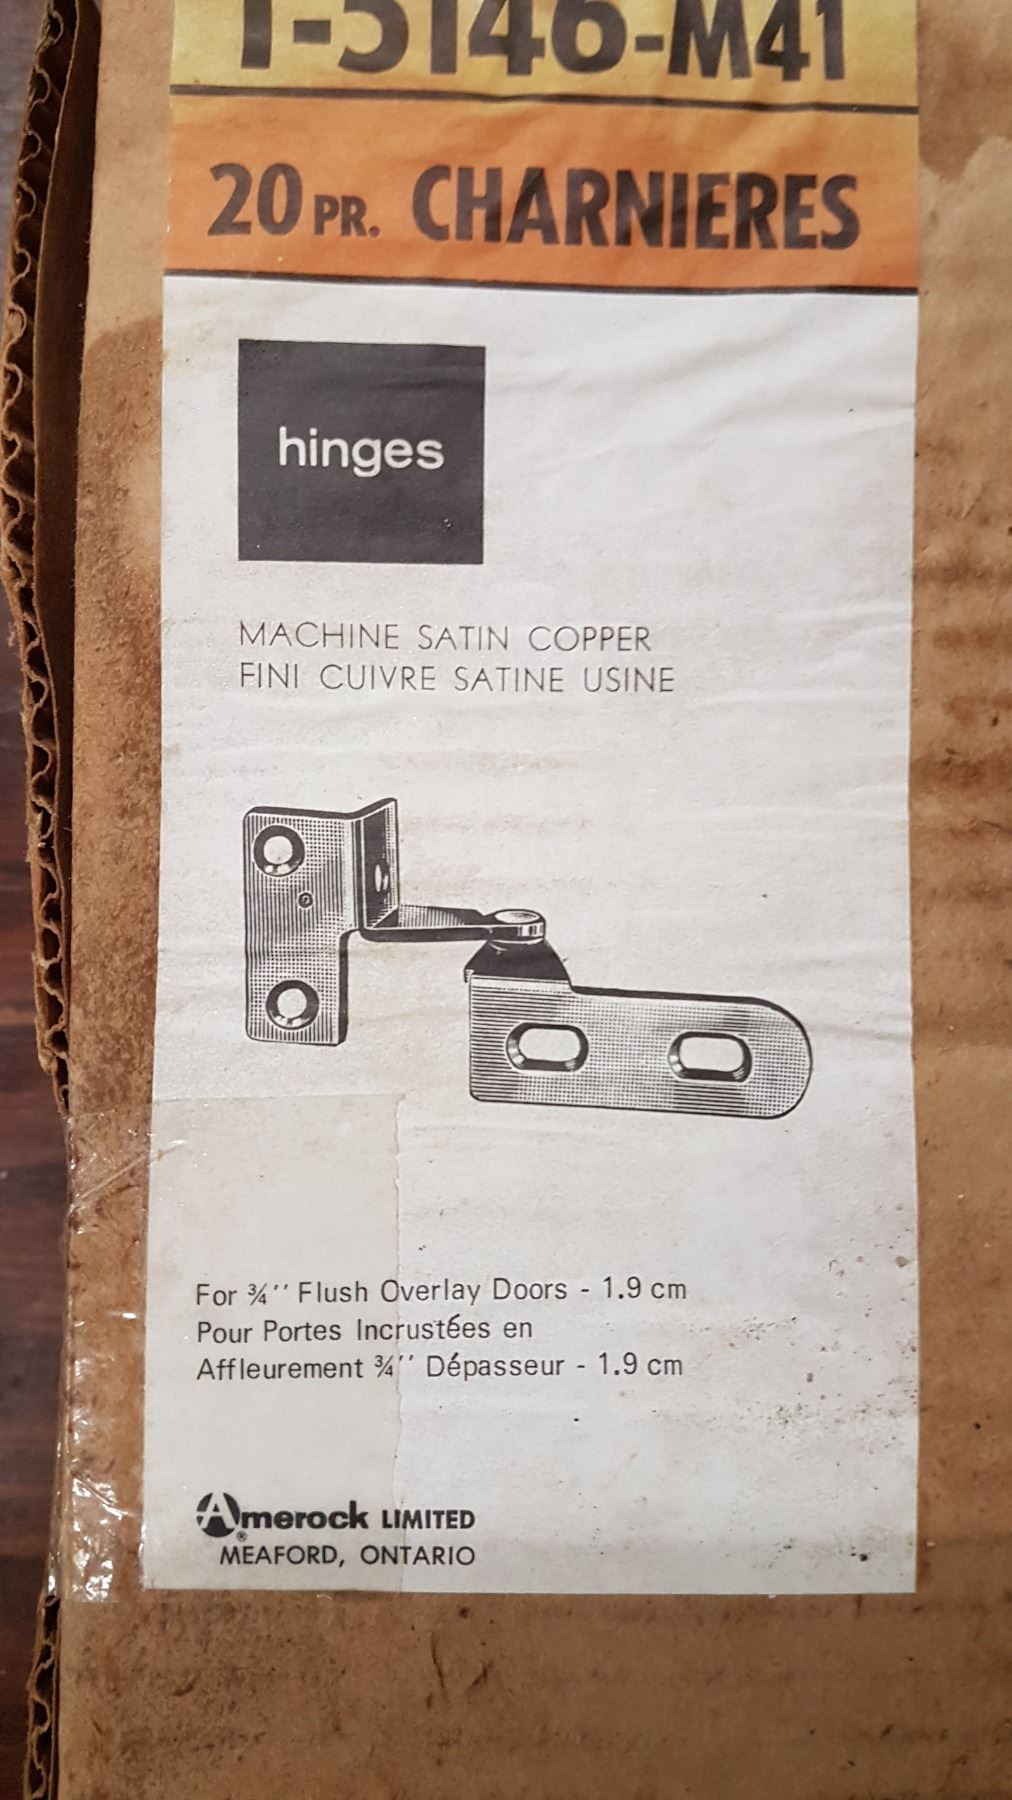 T-5146-M41
20 PR. CHARNIERES
hinges
MACHINE SATIN COPPER
FINI CUIVRE SATINE USINE
For ¾'' Flush Overlay Doors - 1.9 cm
Pour Portes Incrustées en
Affleurement ¾'' Dépasseur - 1.9 cm
Amerock LIMITED
®
MEAFORD, ONTARIO